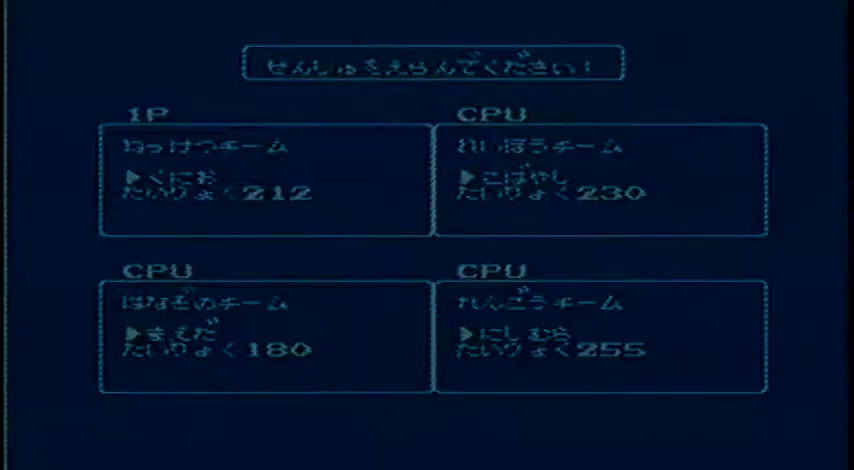 せんしゅをえらんでください!
1P
CPU
ねっけつチーム
れいほうチーム
▶くにお
▶こばやし
たいりょく212
たいりょく230
CPU
CPU
はなぞのチーム
れんごうチーム
▶まえだ
▶にしむら
たいりょく180
たいりょく255